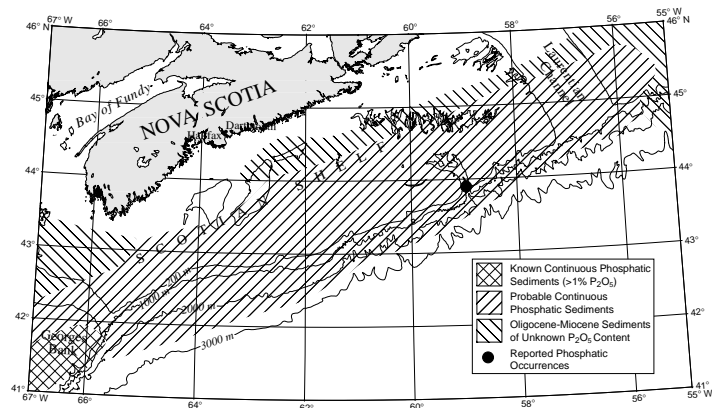 67° W
66°
64°
62°
60°
58°
56°
55° W
46° N
46° N
Laurentian
Channel
45°
45°
Bay of Fundy
NOVA SCOTIA
Halifax
Dartmouth
44°
44°
SCOTIAN SHELF
43°
43°
200 m
1000 m
2000 m
3000 m
42°
42°
Georges
Bank
41°
N
41°
N
66°
64°
62°
60°
58°
56° W
Known Continuous Phosphatic
Sediments (>1% P₂O₅)
Probable Continuous
Phosphatic Sediments
Oligocene-Miocene Sediments
of Unknown P₂O₅ Content
Reported Phosphatic
Occurrences